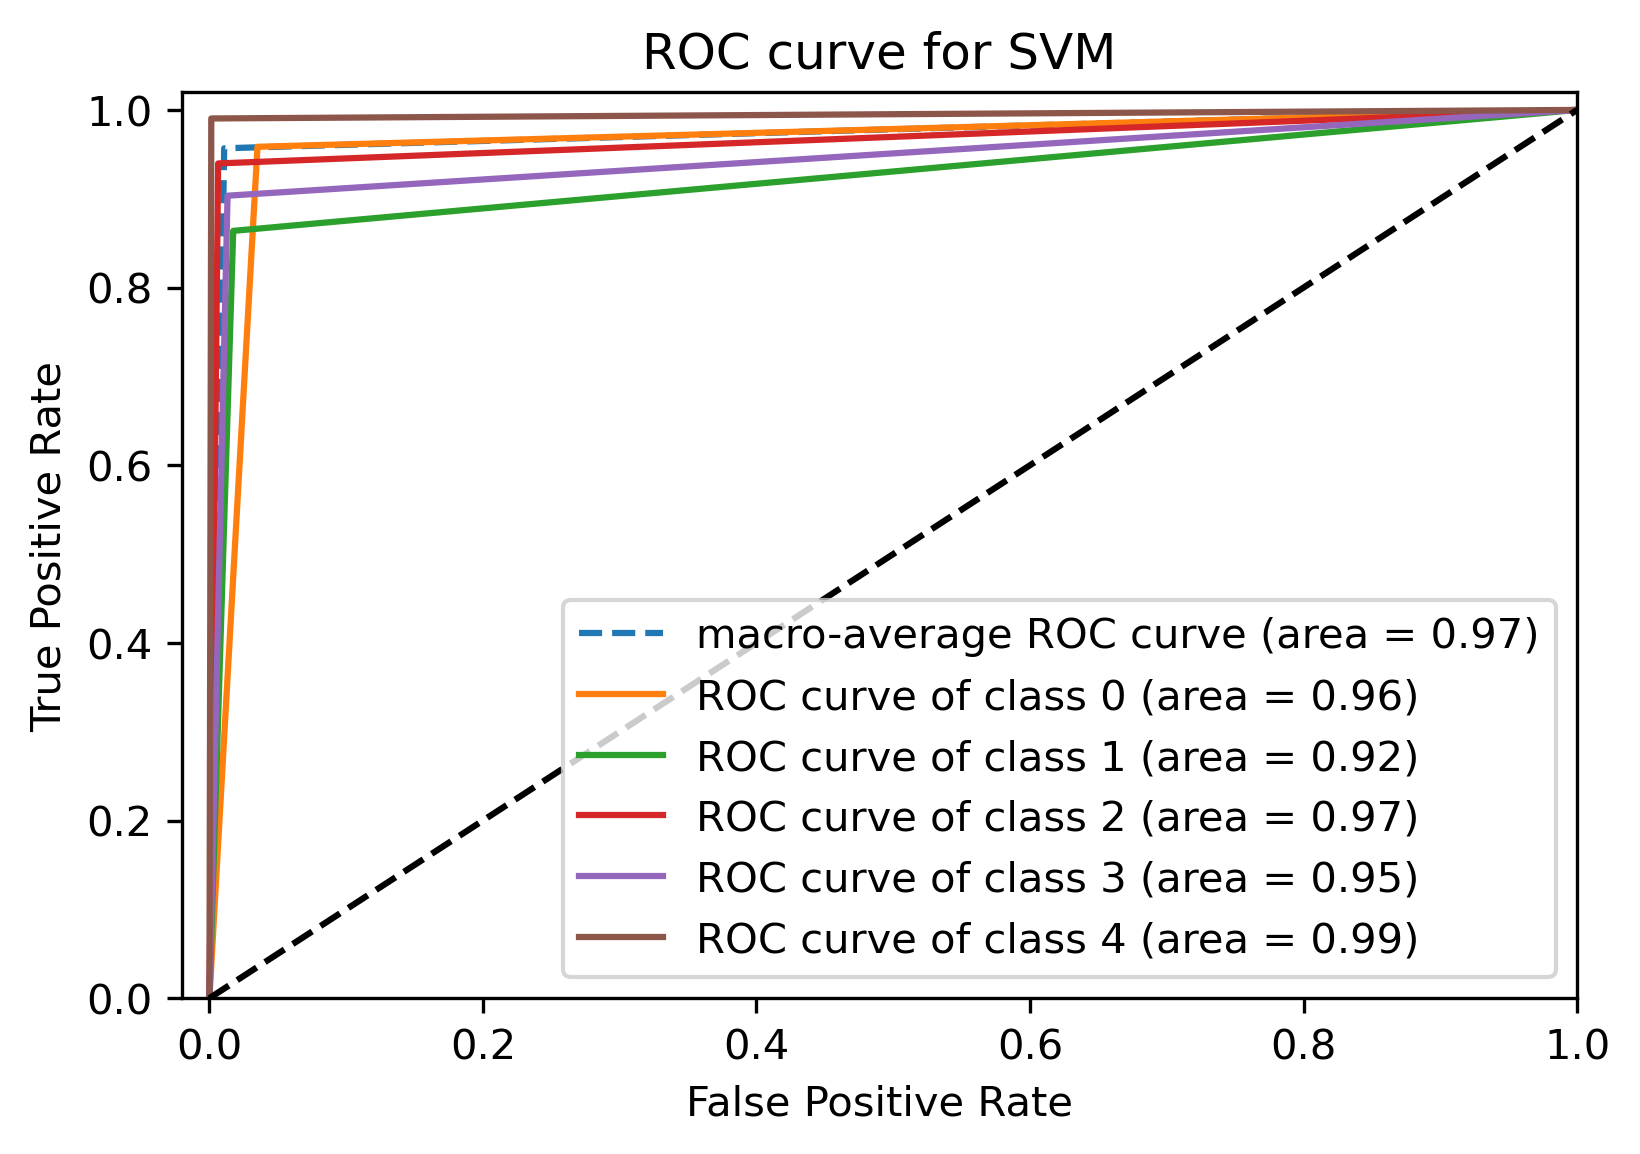 ROC curve for SVM
True Positive Rate
1.0
0.8
0.6
0.4
0.2
0.0
macro-average ROC curve (area = 0.97)
ROC curve of class 0 (area = 0.96)
ROC curve of class 1 (area = 0.92)
ROC curve of class 2 (area = 0.97)
ROC curve of class 3 (area = 0.95)
ROC curve of class 4 (area = 0.99)
0.0 0.2 0.4 0.6 0.8 1.0
False Positive Rate